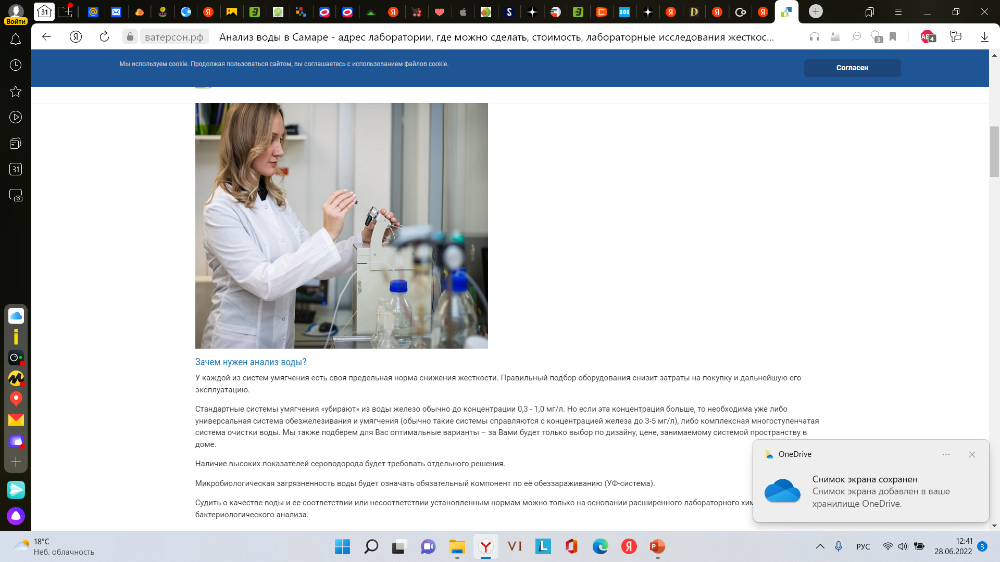 Войти
31
ватерсон.рф
Анализ воды в Самаре - адрес лаборатории, где можно сделать, стоимость, лабораторные исследования жесткос...
3
4
Мы используем cookie. Продолжая пользоваться сайтом, вы соглашаетесь с использованием файлов cookie.
Согласен
31
Зачем нужен анализ воды?
У каждой из систем умягчения есть своя предельная норма снижения жесткости. Правильный подбор оборудования снизит затраты на покупку и дальнейшую его
эксплуатацию.
Стандартные системы умягчения «убирают» из воды железо обычно до концентрации 0,3 - 1,0 мг/л. Но если эта концентрация больше, то необходима уже либо
универсальная система обезжелезивания и умягчения (обычно такие системы справляются с концентрацией железа до 3-5 мг/л), либо комплексная многоступенчатая
система очистки воды. Мы также подберем для Вас оптимальные варианты – за Вами будет только выбор по дизайну, цене, занимаемому системой пространству в
доме.
Наличие высоких показателей сероводорода будет требовать отдельного решения.
Микробиологическая загрязненность воды будет означать обязательный компонент по её обеззараживанию (УФ-система).
Судить о качестве воды и ее соответствии или несоответствии установленным нормам можно только на основании расширенного лабораторного хим
бактериологического анализа.
OneDrive
Снимок экрана сохранен
Снимок экрана добавлен в ваше
хранилище OneDrive.
18°C
Неб. облачность
VI
РУС
12:41
28.06.2022
3